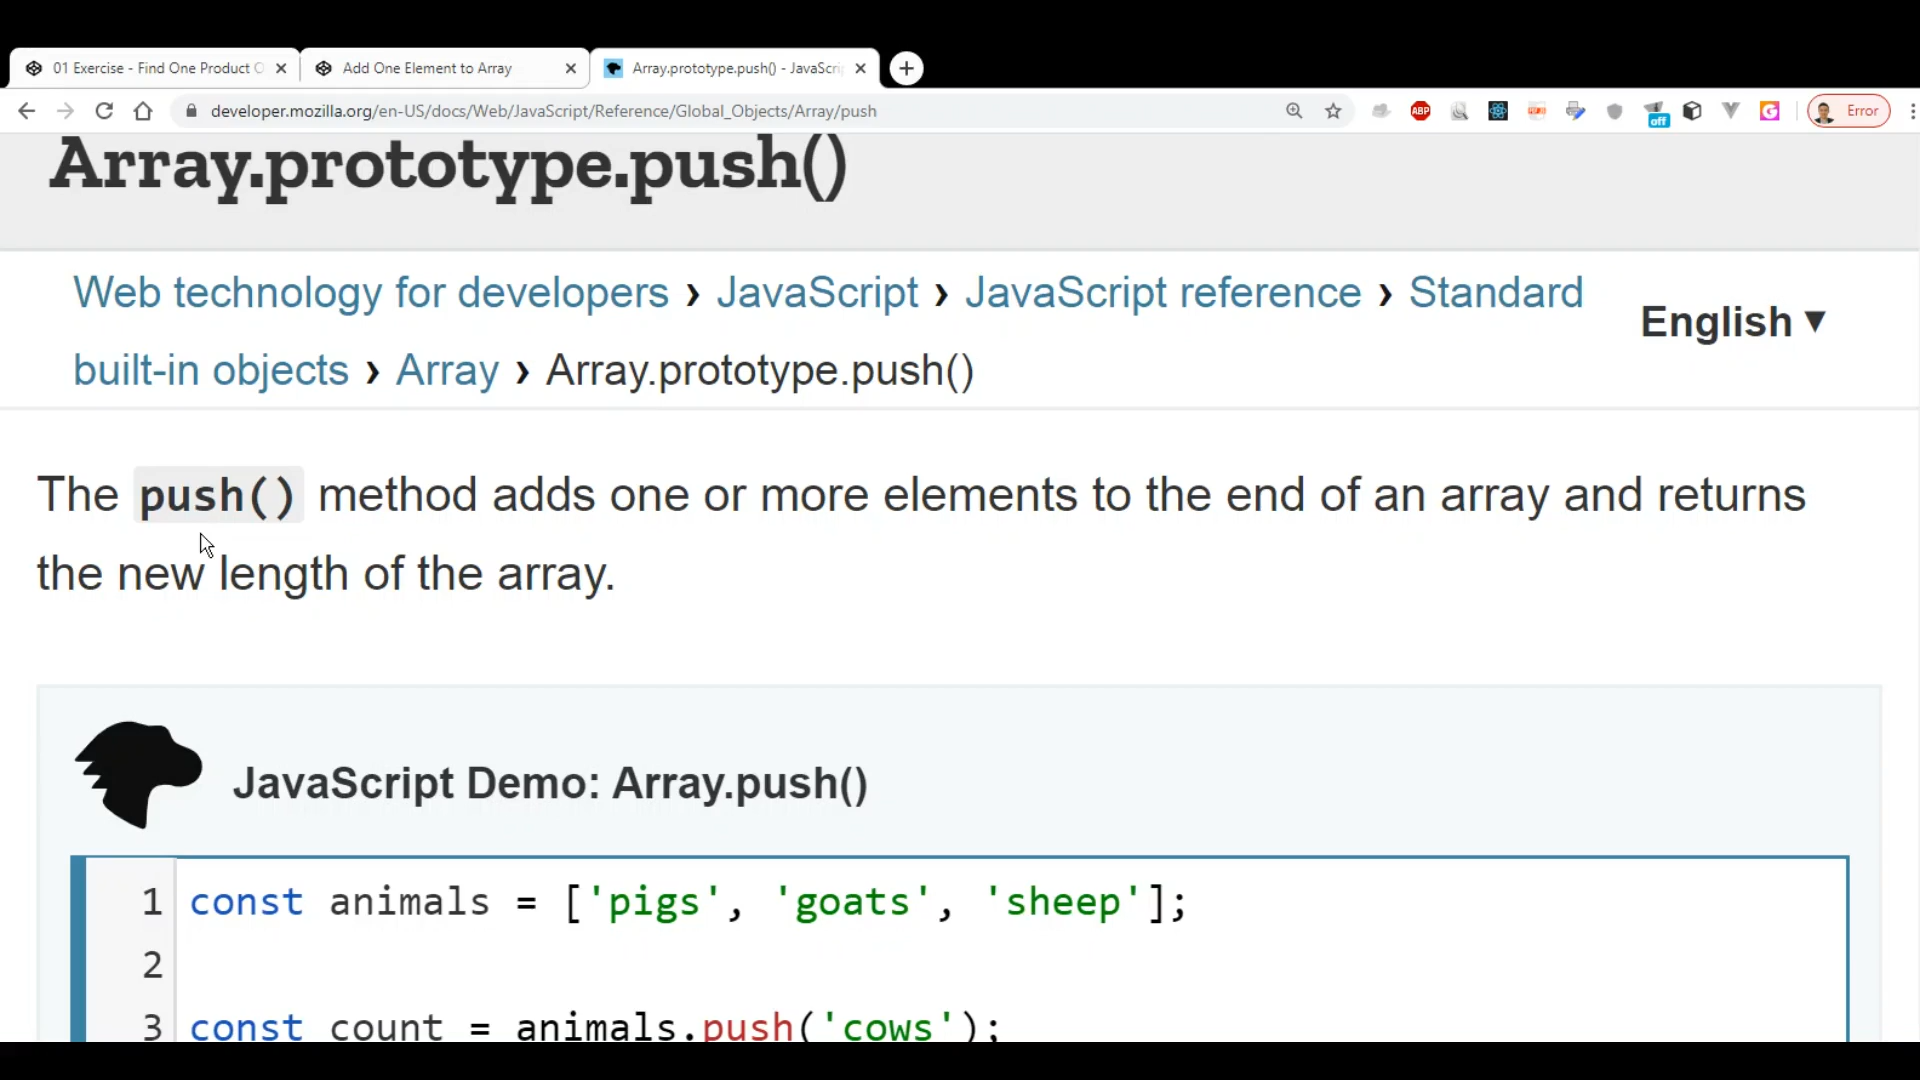 01 Exercise - Find One Product O
Add One Element to Array
Array.prototype.push() - JavaScri
developer.mozilla.org/en-US/docs/Web/JavaScript/Reference/Global_Objects/Array/push
ABP
off
Error
Array.prototype.push()
Web technology for developers › JavaScript › JavaScript reference › Standard
built-in objects › Array › Array.prototype.push()
English ▼
The push() method adds one or more elements to the end of an array and returns
the new length of the array.
JavaScript Demo: Array.push()
1 const animals = ['pigs', 'goats', 'sheep'];
2
3 const count = animals.push('cows');